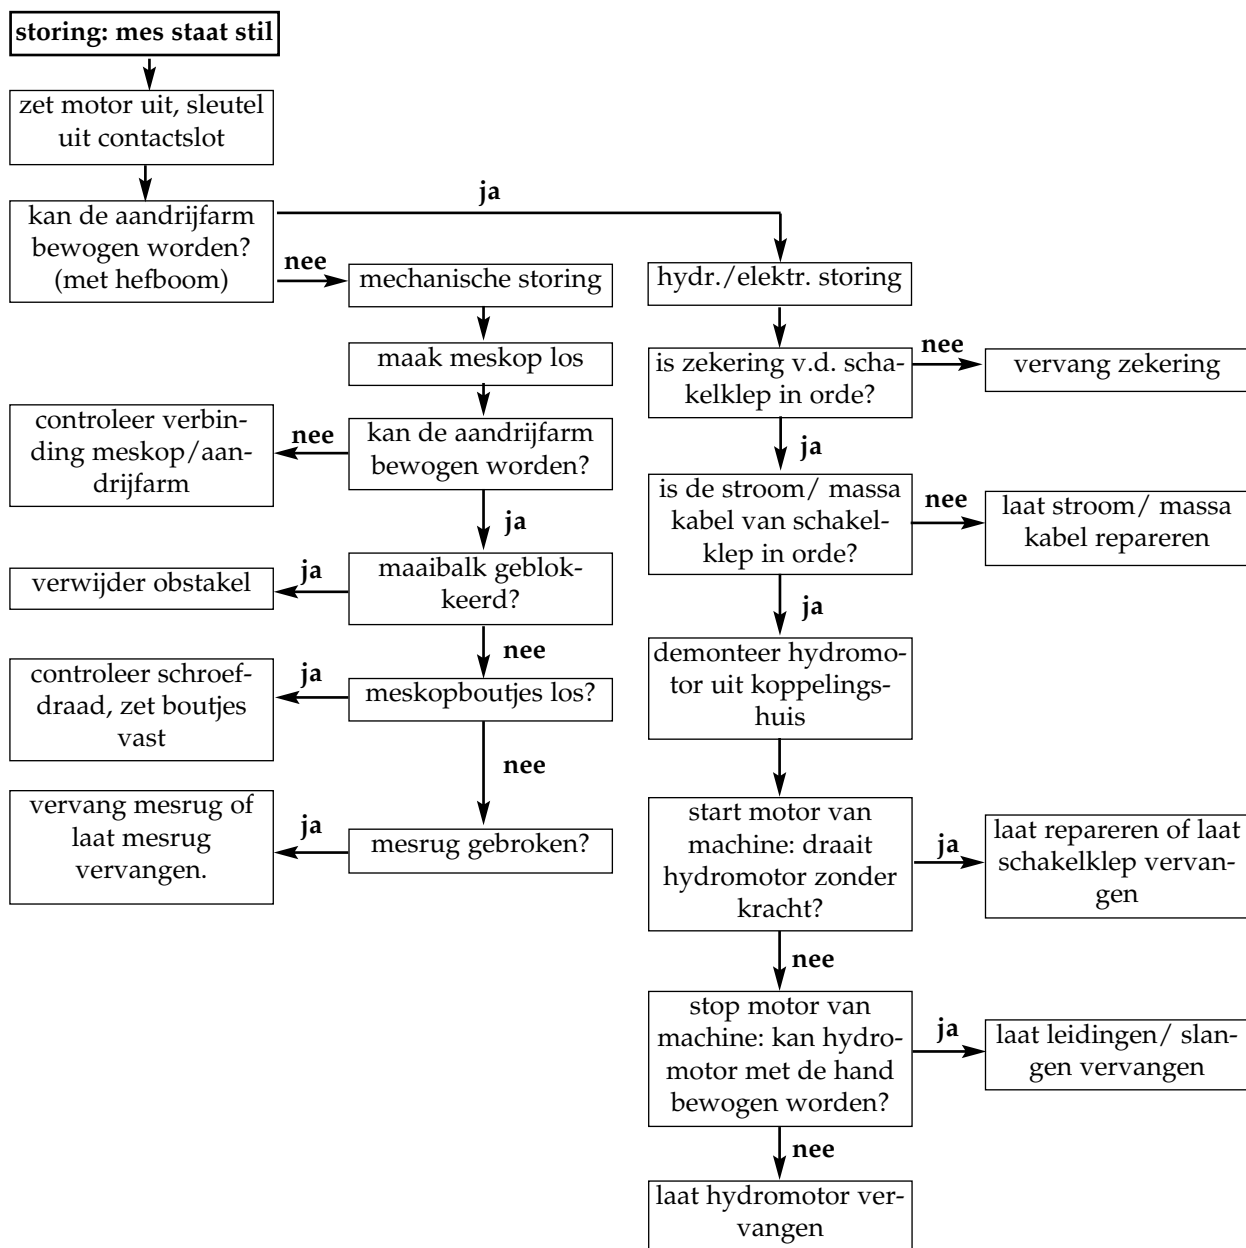 storing: mes staat stil
zet motor uit, sleutel
uit contactslot
kan de aandrijfarm
bewogen worden?
(met hefboom)
ja
nee
mechanische storing
maak meskop los
kan de aandrijfarm
bewogen worden?
nee
controleer verbin-
ding meskop/aan-
drijfarm
ja
maaibalk geblok-
keerd?
ja
verwijder obstakel
nee
meskopboutjes los?
ja
controleer schroef-
draad, zet boutjes
vast
nee
mesrug gebroken?
ja
vervang mesrug of
laat mesrug
vervangen.
hydr./elektr. storing
is zekering v.d. scha-
kelklep in orde?
nee
vervang zekering
ja
is de stroom/ massa
kabel van schakel-
klep in orde?
nee
laat stroom/ massa
kabel repareren
ja
demonteer hydromo-
tor uit koppelings-
huis
start motor van
machine: draait
hydromotor zonder
kracht?
ja
laat repareren of laat
schakelklep vervan-
gen
nee
stop motor van
machine: kan hydro-
motor met de hand
bewogen worden?
ja
laat leidingen/ slan-
gen vervangen
nee
laat hydromotor ver-
vangen